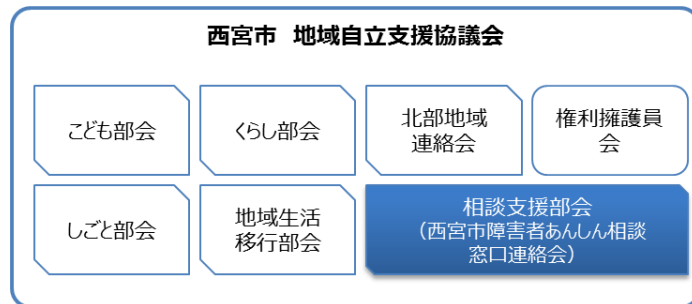 西宮市 地域自立支援協議会
こども部会
くらし部会
北部地域
連絡会
権利擁護員
会
しごと部会
地域生活
移行部会
相談支援部会
（西宮市障害者あんしん相談
窓口連絡会）